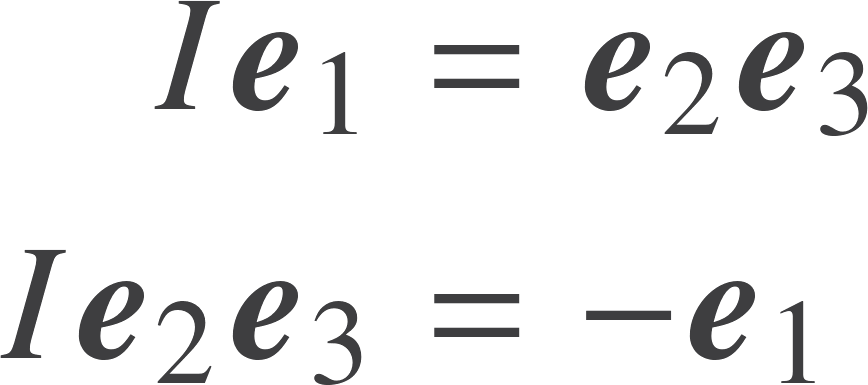 Ie₁ = e₂e₃
Ie₂e₃ = −e₁